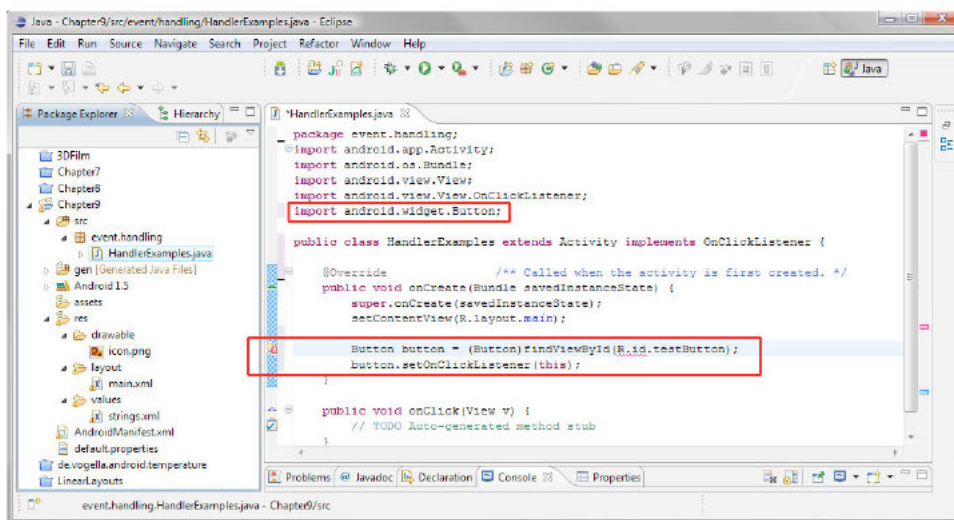 Java - Chapter9/src/event/handling/HandlerExamples.java - Eclipse
File Edit Run Source Navigate Search Project Refactor Window Help
Java
Package Explorer
Hierarchy
3DFilm
Chapter7
Chapter8
Chapter9
src
event.handling
HandlerExamples.java
gen [Generated Java Files]
Android 1.5
assets
res
drawable
icon.png
layout
main.xml
values
strings.xml
AndroidManifest.xml
default.properties
de.vogella.android.temperature
LinearLayouts
*HandlerExamples.java
package event.handling;
import android.app.Activity;
import android.os.Bundle;
import android.view.View;
import android.view.View.OnClickListener;
import android.widget.Button;
public class HandlerExamples extends Activity implements OnClickListener {
@Override /** Called when the activity is first created. */
public void onCreate(Bundle savedInstanceState) {
super.onCreate(savedInstanceState);
setContentView(R.layout.main);
Button button = (Button)findViewById(R.id.testButton);
button.setOnClickListener(this);
}
public void onClick(View v) {
// TODO Auto-generated method stub
}
Problems @ Javadoc Declaration Console Properties
event.handling.HandlerExamples.java - Chapter9/src